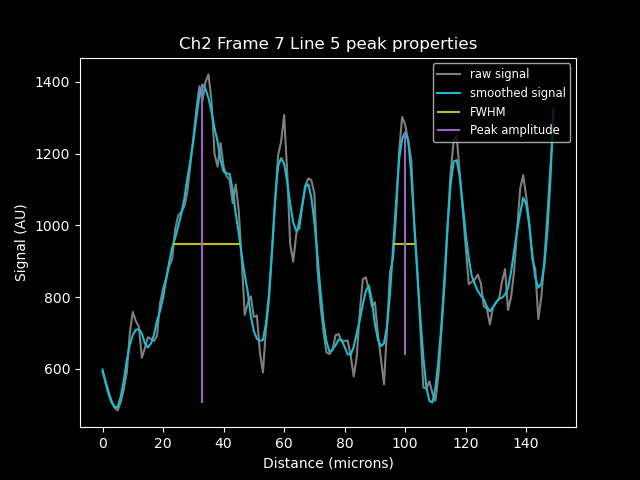 Ch2 Frame 7 Line 5 peak properties
raw signal
smoothed signal
FWHM
Peak amplitude
1400
1200
1000
800
600
Signal (AU)
0 20 40 60 80 100 120 140
Distance (microns)